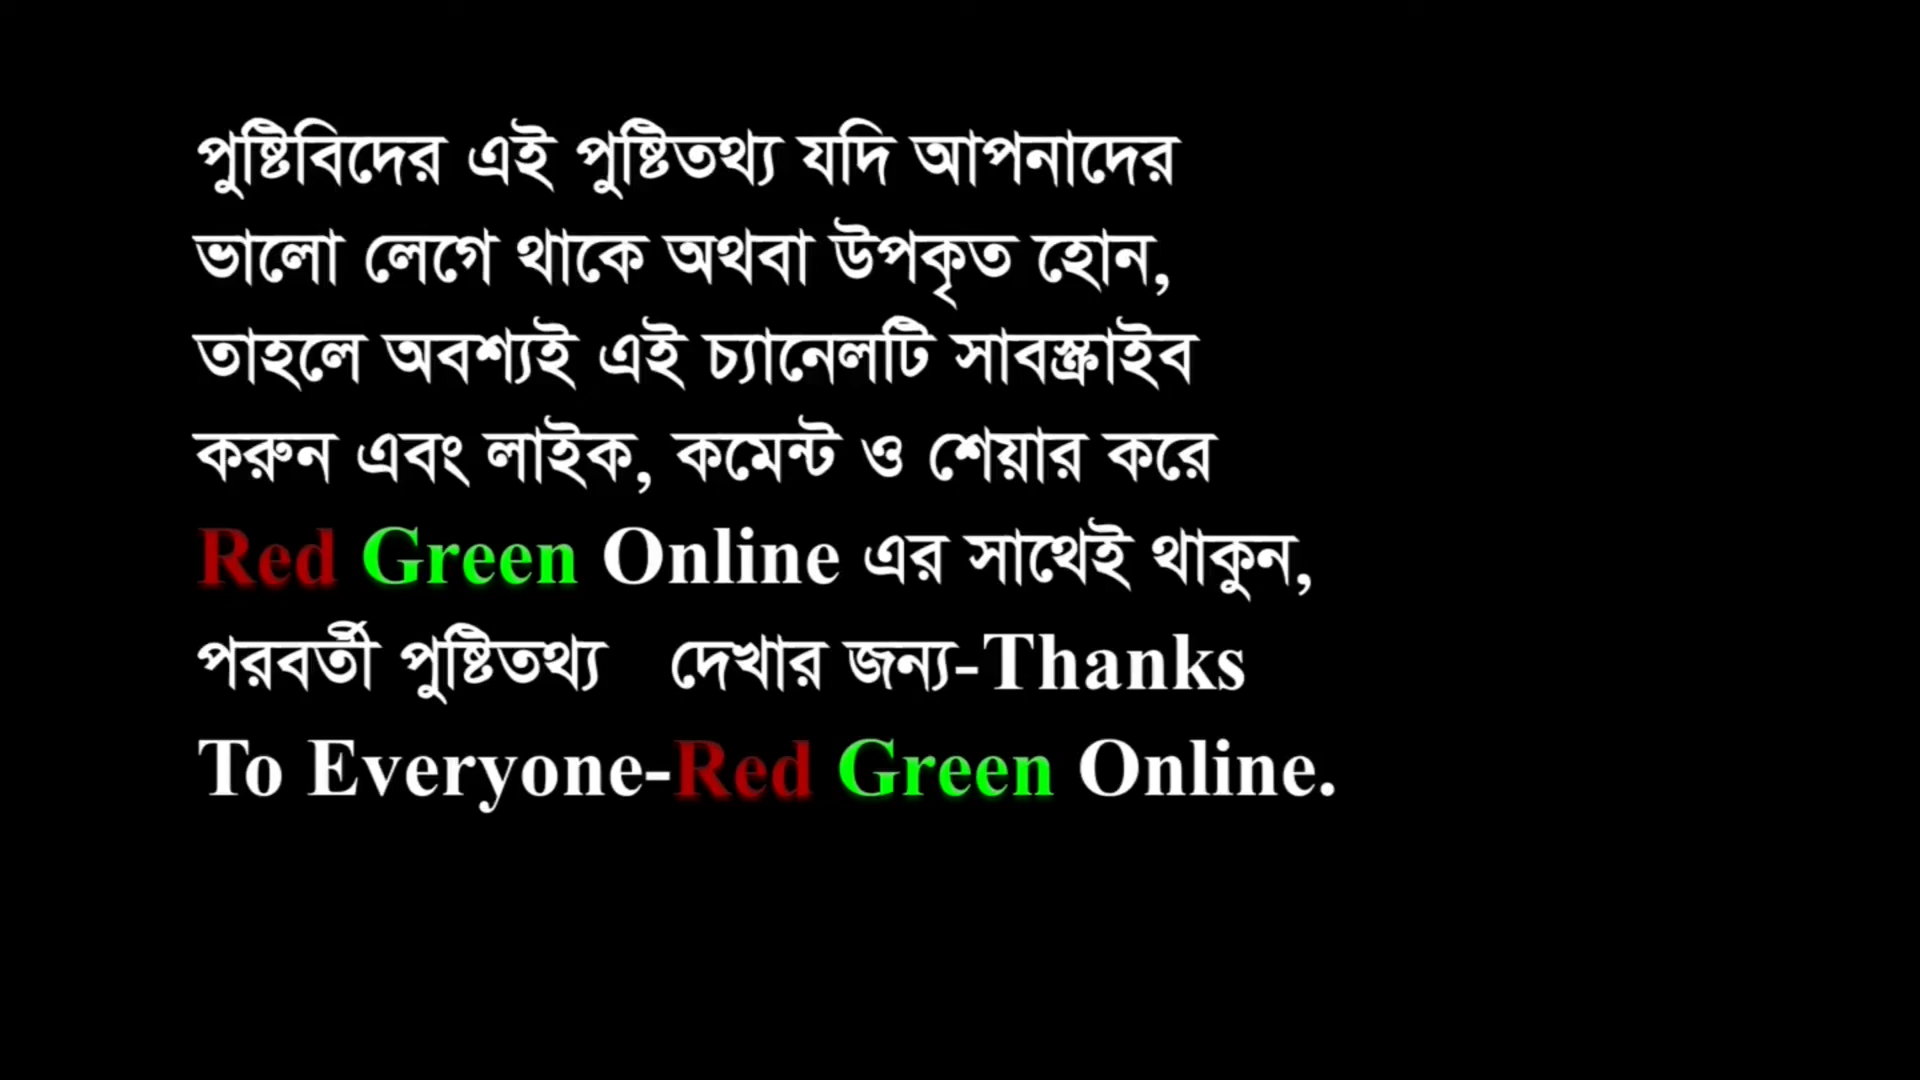 পুষ্টিবিদের এই পুষ্টিতথ্য যদি আপনাদের
ভালো লেগে থাকে অথবা উপকৃত হোন,
তাহলে অবশ্যই এই চ্যানেলটি সাবস্ক্রাইব
করুন এবং লাইক, কমেন্ট ও শেয়ার করে
Red Green Online এর সাথেই থাকুন,
পরবর্তী পুষ্টিতথ্য দেখার জন্য-Thanks
To Everyone-Red Green Online.